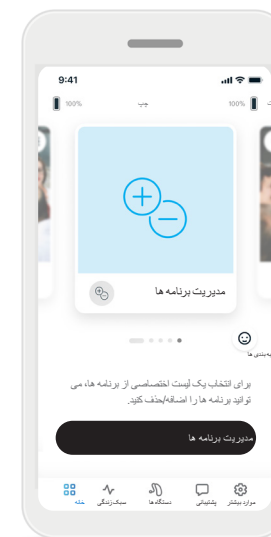 9:41
100%
چپ
100%
مدیریت برنامه ها
برای انتخاب یک لیست اختصاصی از برنامه ها، می
توانید برنامه ها را اضافه/حذف کنید.
مدیریت برنامه ها
خانه
سبک زندگی
دستگاه ها
پشتیبانی
موارد بیشتر